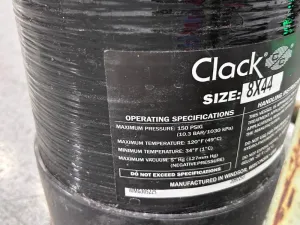 Clack
SIZE: 8X44
OPERATING SPECIFICATIONS
HANDLING
MAXIMUM PRESSURE: 150 PSIG
(10.3 BAR/1030 KPa)
MAXIMUM TEMPERATURE: 120°F (49°C)
MINIMUM TEMPERATURE: 34°F (1°C)
MAXIMUM VACUUM: 5" Hg (127mm Hg)
(NEGATIVE PRESSURE)
DO NOT EXCEED SPECIFICATIONS
MANUFACTURED IN WINDSOR,